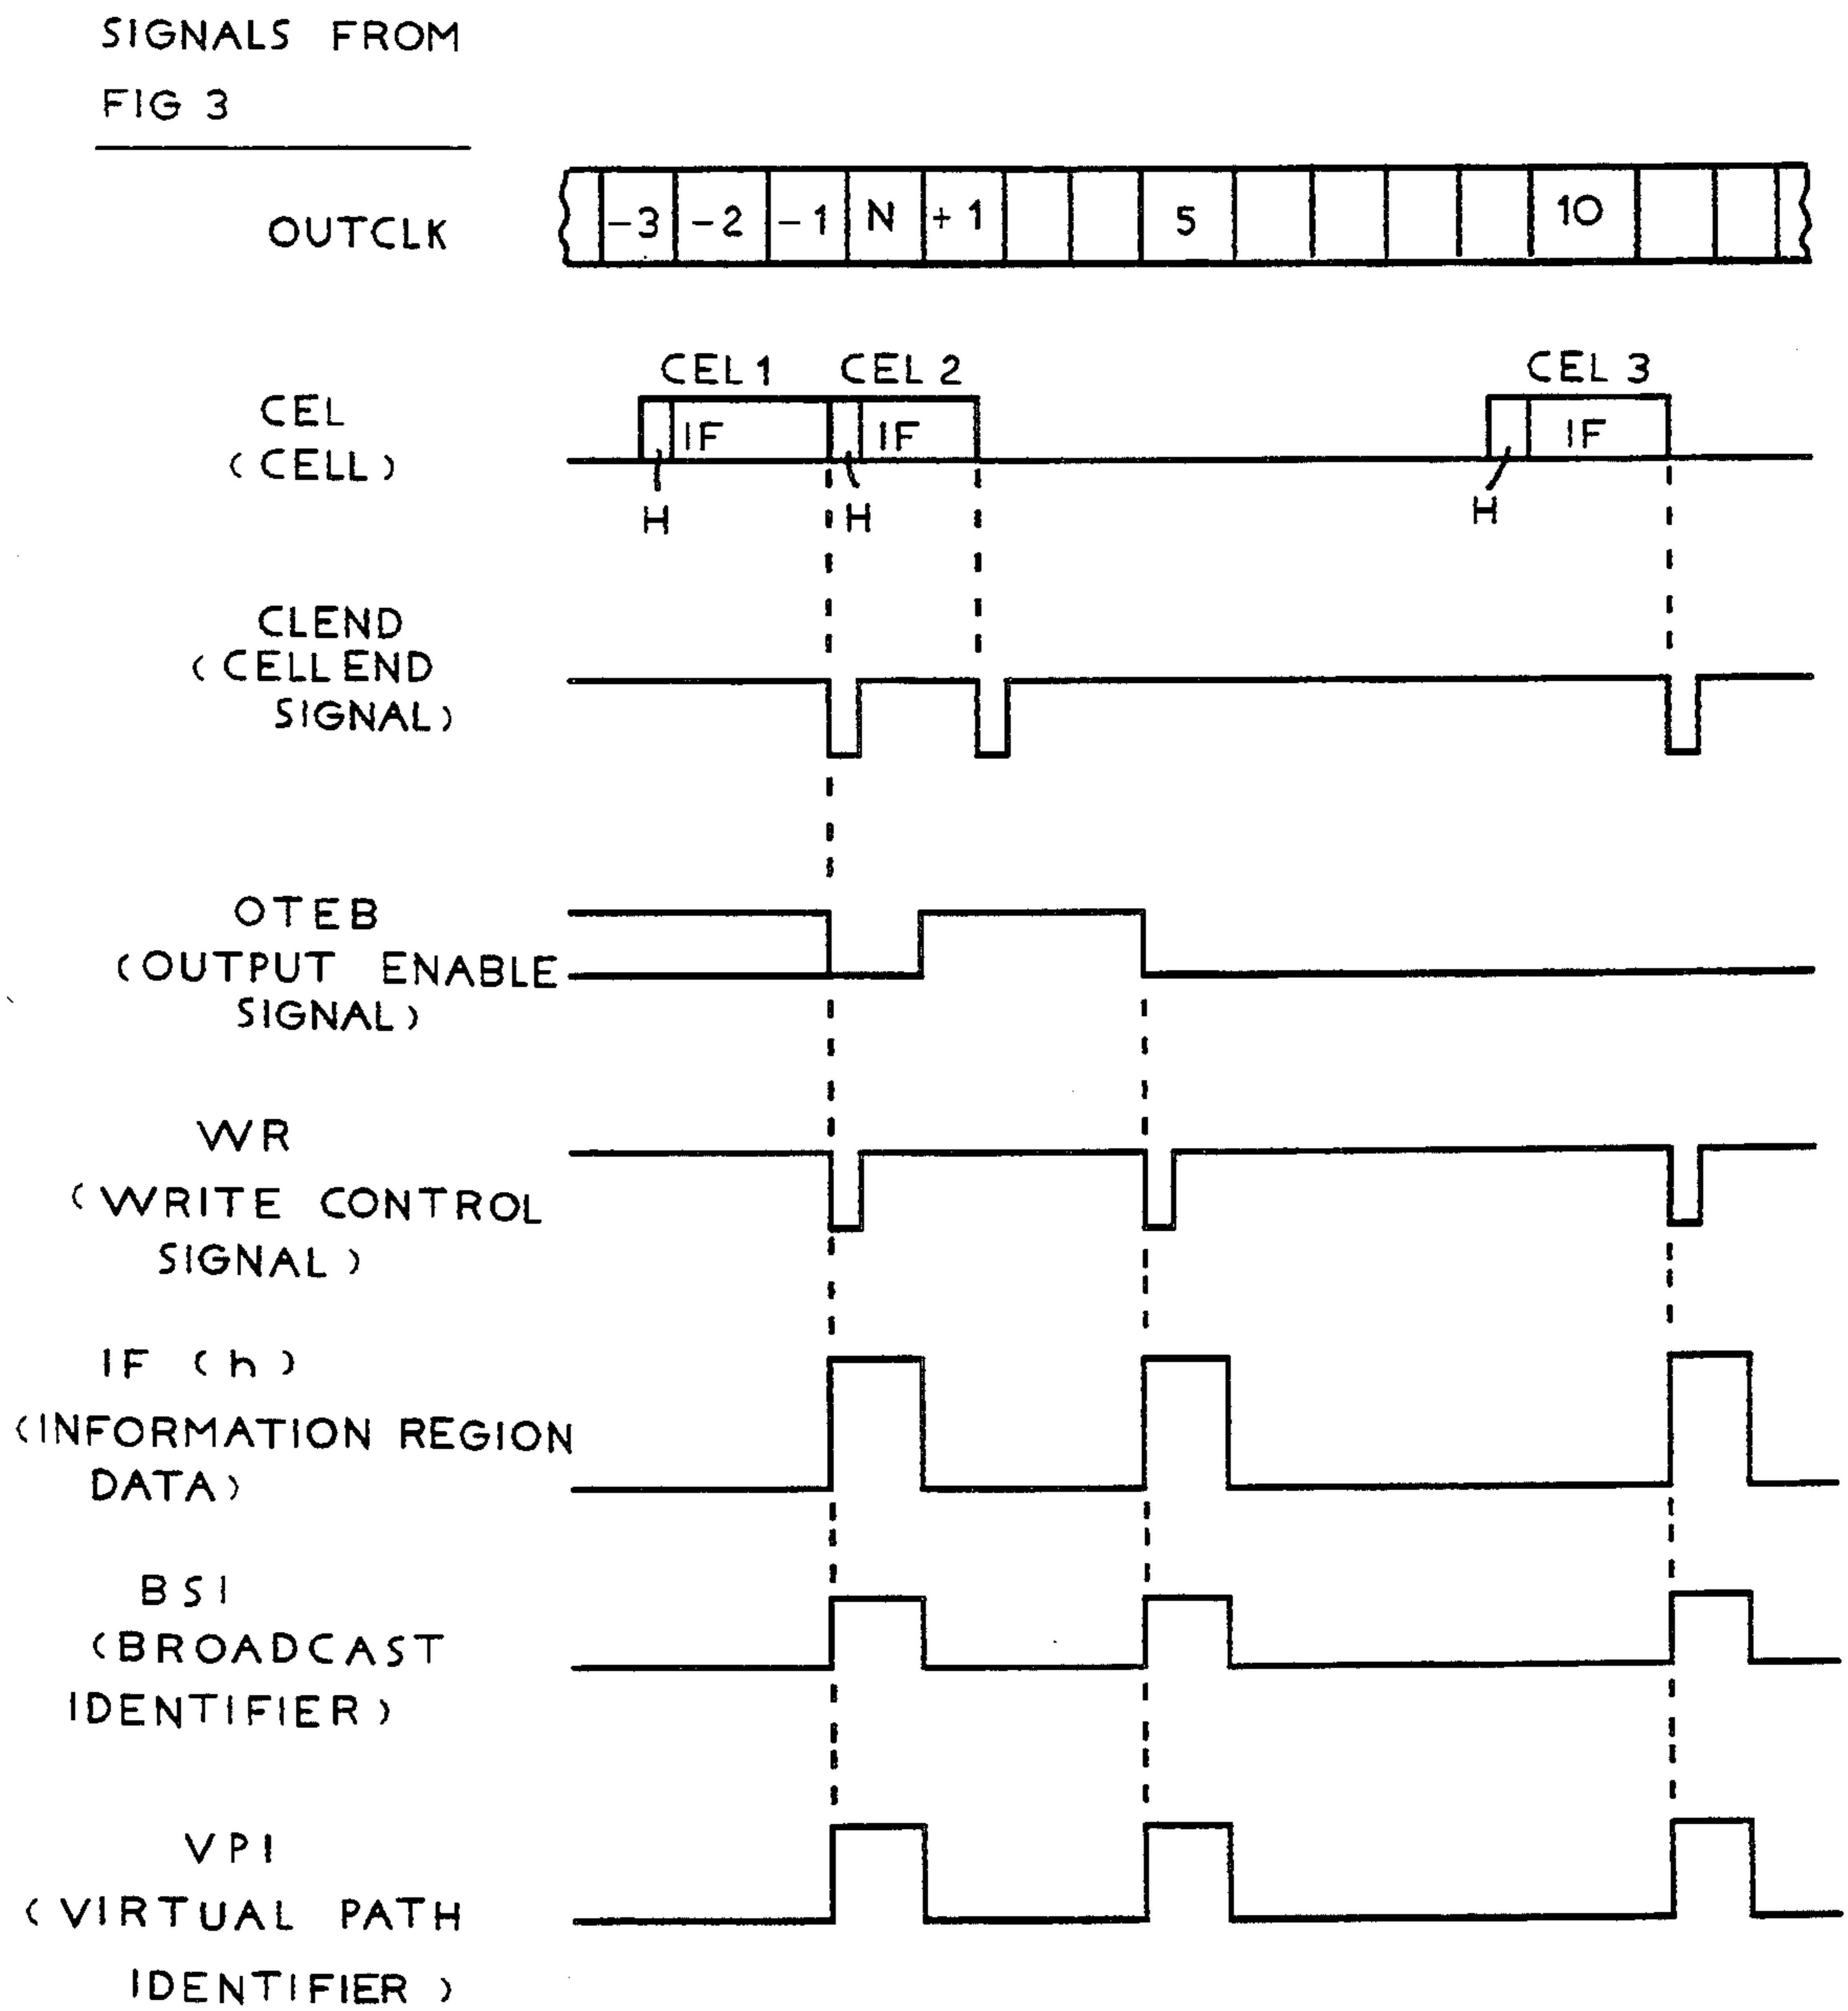 SIGNALS FROM
FIG 3
OUTCLK
-3 -2 -1 N +1 5 10
CEL 1 CEL 2 CEL 3
CEL
(CELL)
IF IF IF
H H H
CLEND
(CELL END
SIGNAL)
OTEB
(OUTPUT ENABLE
SIGNAL)
WR
(WRITE CONTROL
SIGNAL)
IF (h)
(INFORMATION REGION
DATA)
BSI
(BROADCAST
IDENTIFIER)
VPI
(VIRTUAL PATH
IDENTIFIER)